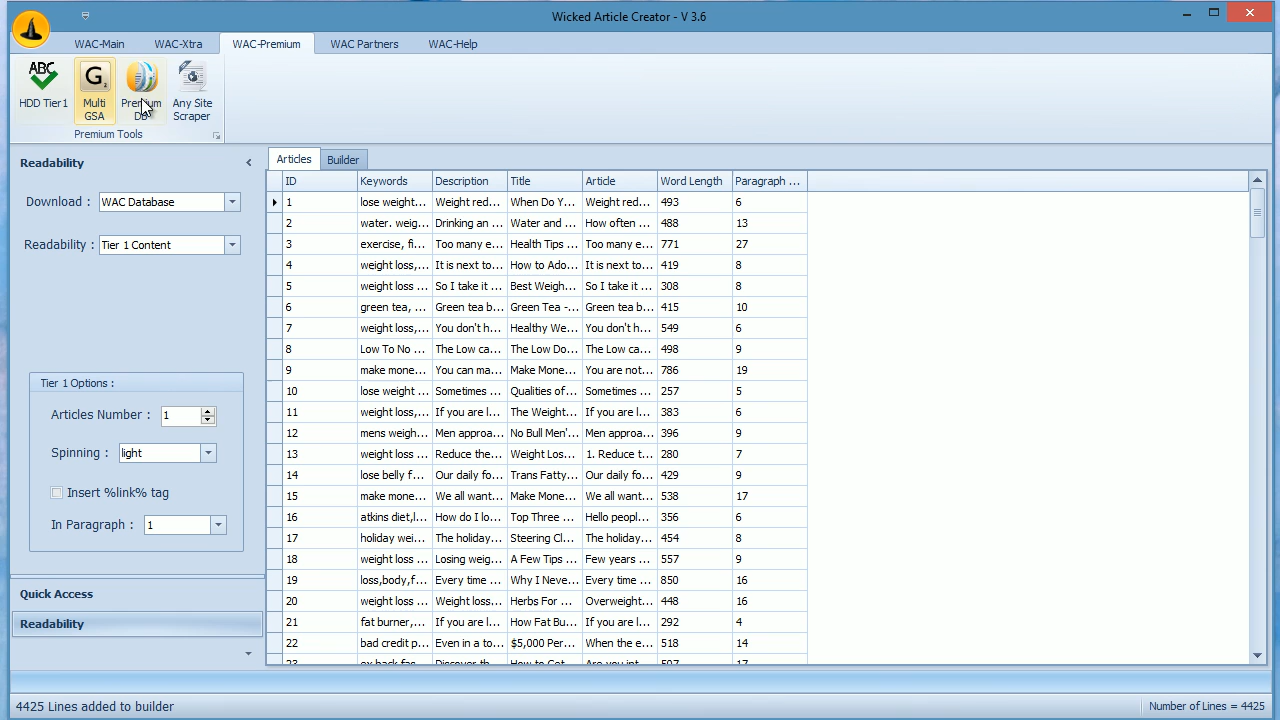 Wicked Article Creator - V 3.6
WAC-Main WAC-Xtra WAC-Premium WAC Partners WAC-Help
ABC
HDD Tier1
G1
Multi GSA
Premium
Any Site Scraper
Premium Tools
Readability
Download : WAC Database
Readability : Tier 1 Content
Tier 1 Options :
Articles Number : 1
Spinning : light
Insert %link% tag
In Paragraph : 1
Quick Access
Readability
Articles Builder
ID Keywords Description Title Article Word Length Paragraph ...
1 lose weight... Weight red... When Do Y... Weight red... 493 6
2 water. weig... Drinking an ... Water and ... How often ... 488 13
3 exercise, fi... Too many e... Health Tips ... Too many e... 771 27
4 weight loss,... It is next to... How to Ado... It is next to... 419 8
5 weight loss ... So I take it ... Best Weigh... So I take it ... 308 8
6 green tea, ... Green tea b... Green Tea -... Green tea b... 415 10
7 weight loss,... You don't h... Healthy We... You don't h... 549 6
8 Low To No ... The Low ca... The Low Do... The Low ca... 498 9
9 make mone... You can ma... Make Mone... You are not... 786 19
10 lose weight ... Sometimes ... Qualities of... Sometimes ... 257 5
11 weight loss,... If you are l... The Weight... If you are l... 383 6
12 mens weigh... Men approa... No Bull Men'... Men approa... 396 9
13 weight loss ... Reduce the... Weight Los... 1. Reduce t... 280 7
14 lose belly f... Our daily fo... Trans Fatty... Our daily fo... 429 9
15 make mone... We all want... Make Mone... We all want... 538 17
16 atkins diet,l... How do I lo... Top Three ... Hello peopl... 356 6
17 holiday wei... The holiday... Steering Cl... The holiday... 454 8
18 weight loss ... Losing weig... A Few Tips ... Few years ... 557 9
19 loss,body,f... Every time ... Why I Neve... Every time ... 850 16
20 weight loss ... Weight loss... Herbs For ... Overweight... 448 16
21 fat burner,... If you are l... How Fat Bu... If you are l... 292 4
22 bad credit p... Even in a to... $5,000 Per... When the e... 518 14
4425 Lines added to builder
Number of Lines = 4425